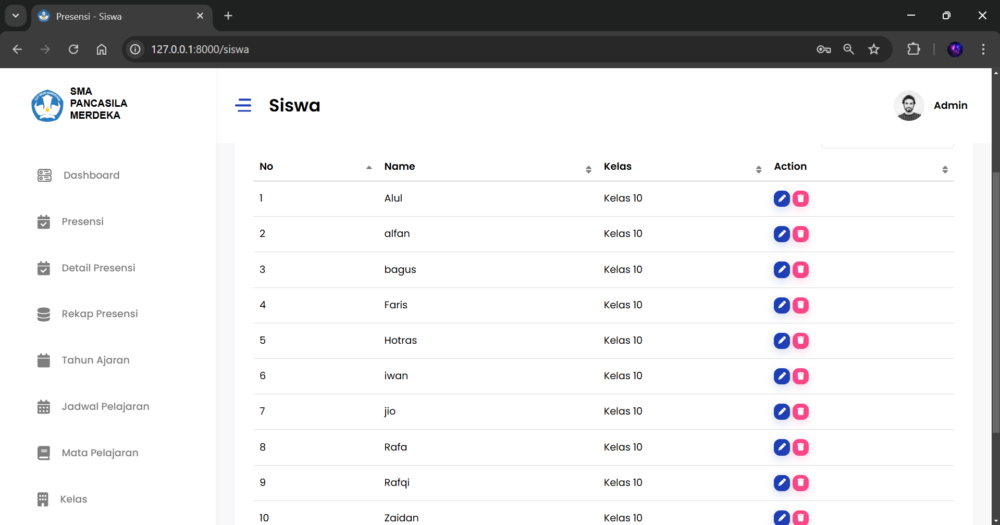 Presensi - Siswa
127.0.0.1:8000/siswa
SMA
PANCASILA
MERDEKA
Siswa
Admin
Dashboard
Presensi
Detail Presensi
Rekap Presensi
Tahun Ajaran
Jadwal Pelajaran
Mata Pelajaran
Kelas
No Name Kelas Action
1 Alul Kelas 10
2 alfan Kelas 10
3 bagus Kelas 10
4 Faris Kelas 10
5 Hotras Kelas 10
6 iwan Kelas 10
7 jio Kelas 10
8 Rafa Kelas 10
9 Rafqi Kelas 10
10 Zaidan Kelas 10